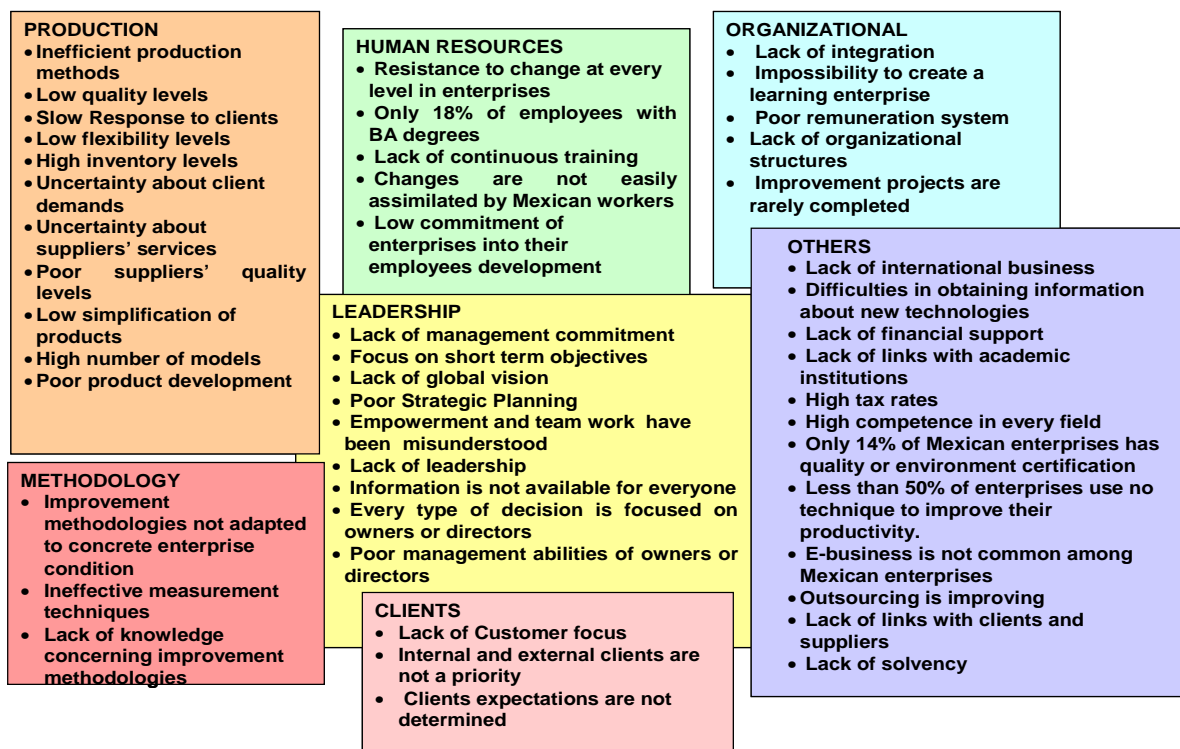 PRODUCTION
• Inefficient production
methods
• Low quality levels
• Slow Response to clients
• Low flexibility levels
• High inventory levels
• Uncertainty about client
demands
• Uncertainty about
suppliers' services
• Poor suppliers' quality
levels
• Low simplification of
products
• High number of models
• Poor product development
HUMAN RESOURCES
• Resistance to change at every
level in enterprises
• Only 18% of employees with
BA degrees
• Lack of continuous training
• Changes are not easily
assimilated by Mexican workers
• Low commitment of
enterprises into their
employees development
ORGANIZATIONAL
• Lack of integration
• Impossibility to create a
learning enterprise
• Poor remuneration system
• Lack of organizational
structures
• Improvement projects are
rarely completed
LEADERSHIP
• Lack of management commitment
• Focus on short term objectives
• Lack of global vision
• Poor Strategic Planning
• Empowerment and team work have
been misunderstood
• Lack of leadership
• Information is not available for everyone
• Every type of decision is focused on
owners or directors
• Poor management abilities of owners or
directors
OTHERS
• Lack of international business
• Difficulties in obtaining information
about new technologies
• Lack of financial support
• Lack of links with academic
institutions
• High tax rates
• High competence in every field
• Only 14% of Mexican enterprises has
quality or environment certification
• Less than 50% of enterprises use no
technique to improve their
productivity.
• E-business is not common among
Mexican enterprises
• Outsourcing is improving
• Lack of links with clients and
suppliers
• Lack of solvency
METHODOLOGY
• Improvement
methodologies not adapted
to concrete enterprise
condition
• Ineffective measurement
techniques
• Lack of knowledge
concerning improvement
methodologies
CLIENTS
• Lack of Customer focus
• Internal and external clients are
not a priority
• Clients expectations are not
determined